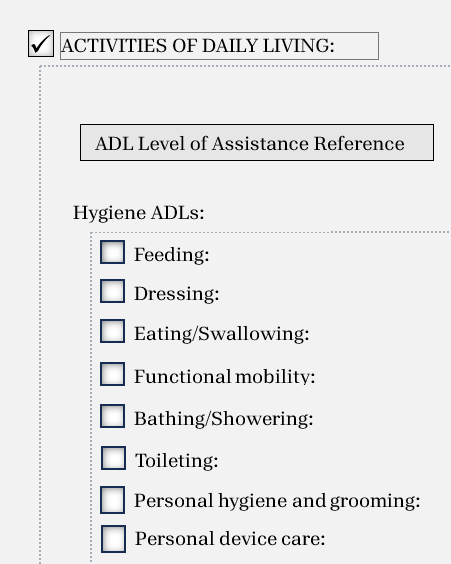 ACTIVITIES OF DAILY LIVING:
ADL Level of Assistance Reference
Hygiene ADLs:
Feeding:
Dressing:
Eating/Swallowing:
Functional mobility:
Bathing/Showering:
Toileting:
Personal hygiene and grooming:
Personal device care: